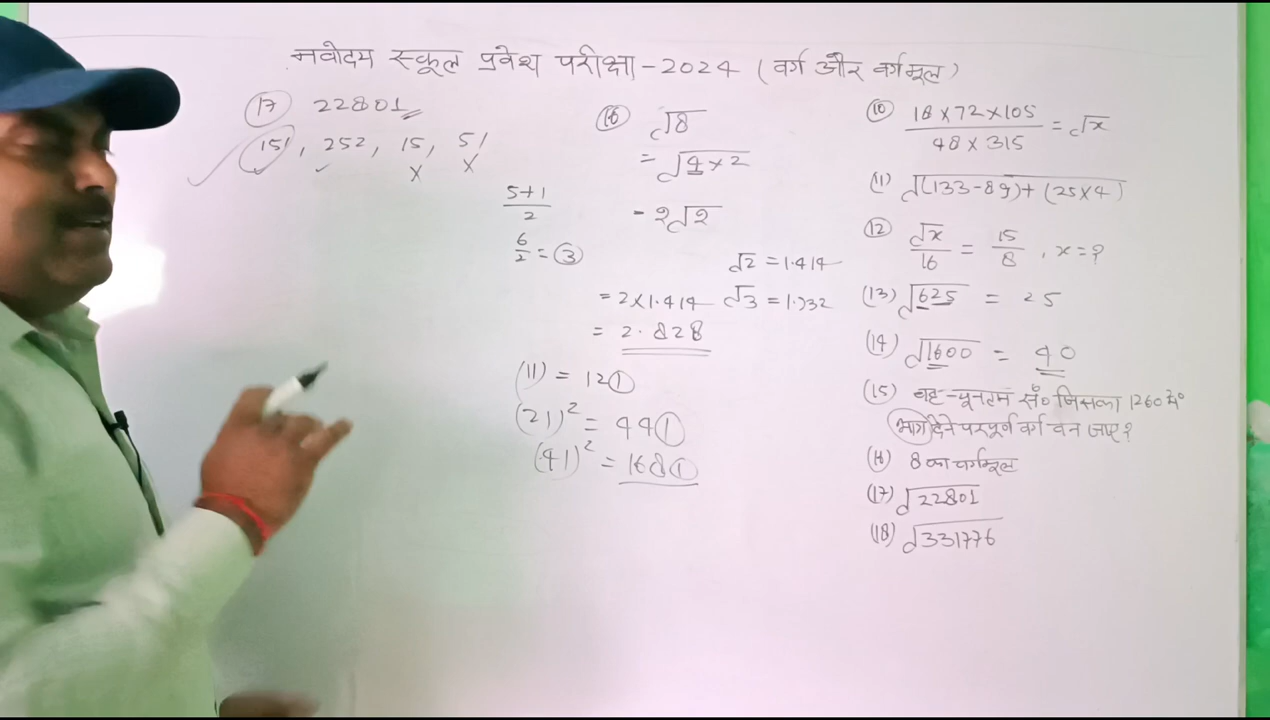 नवोदय स्कूल प्रवेश परीक्षा - 2024 ( वर्ग और वर्गमूल )
(17) 22801
151, 252, 15, 51
x x
5+1/2
6/2 = (3)
(16) √8
= √4×2
- 2√2
√2 = 1.414
= 2×1.414 √3 = 1.732
= 2.828
(11) = 121
(21)² = 441
(41)² = 1681
(10) 18×72×105 / 48×315 = √x
(11) √(133-89)+(25×4)
(12) √x/16 = 15/8 , x = ?
(13) √625 = 25
(14) √1600 = 40
(15) वह न्यूनतम सं० जिसका 1260 में
भाग देने पर पूर्ण वर्ग बन जाए?
(16) 8 का वर्गमूल
(17) √22801
(18) √331776